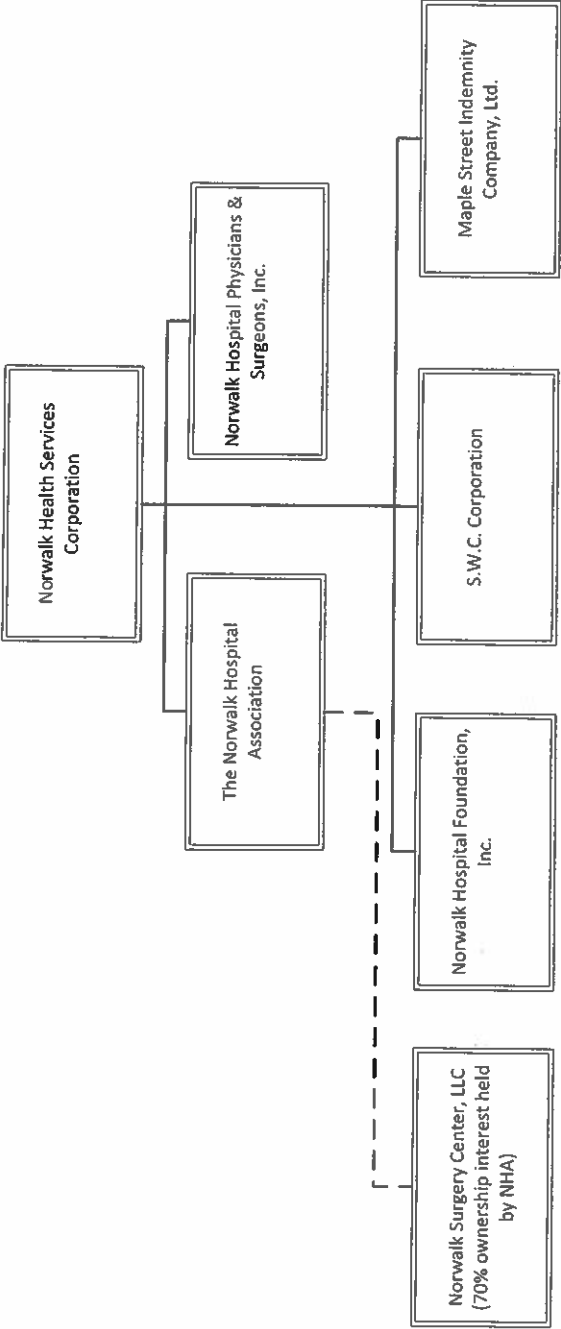 Norwalk Health Services
Corporation
The Norwalk Hospital
Association
Norwalk Hospital Physicians &
Surgeons, Inc.
Norwalk Surgery Center, LLC
(70% ownership interest held
by NHA)
Norwalk Hospital Foundation,
Inc.
S.W.C. Corporation
Maple Street Indemnity
Company, Ltd.